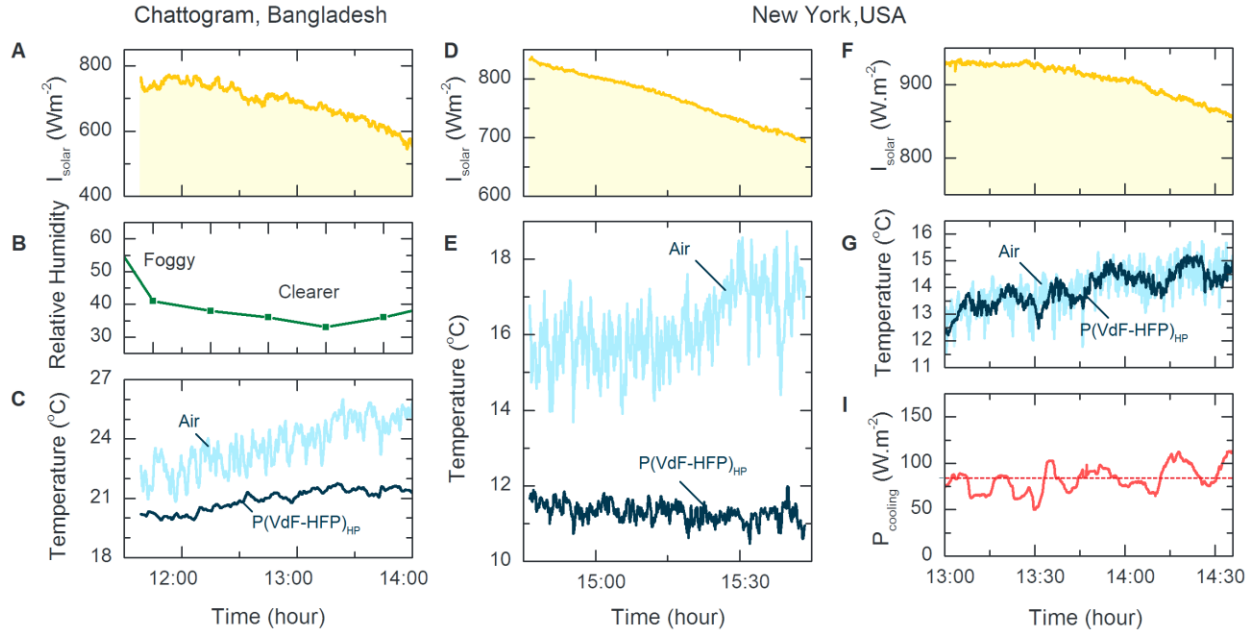 Chattogram, Bangladesh
New York,USA
A
I solar (Wm-2)
800
600
400
B
Relative Humidity
60
50
40
30
Foggy
Clearer
C
Temperature (°C)
27
24
21
18
Air
P(VdF-HFP)HP
12:00
13:00
14:00
Time (hour)
D
I solar (Wm-2)
800
700
600
E
Temperature (°C)
18
16
14
12
10
Air
P(VdF-HFP)HP
15:00
15:30
Time (hour)
F
I solar (W.m-2)
900
800
G
Temperature (°C)
16
15
14
13
12
11
Air
P(VdF-HFP)HP
I
P cooling (W.m-2)
150
100
50
0
13:00
13:30
14:00
14:30
Time (hour)